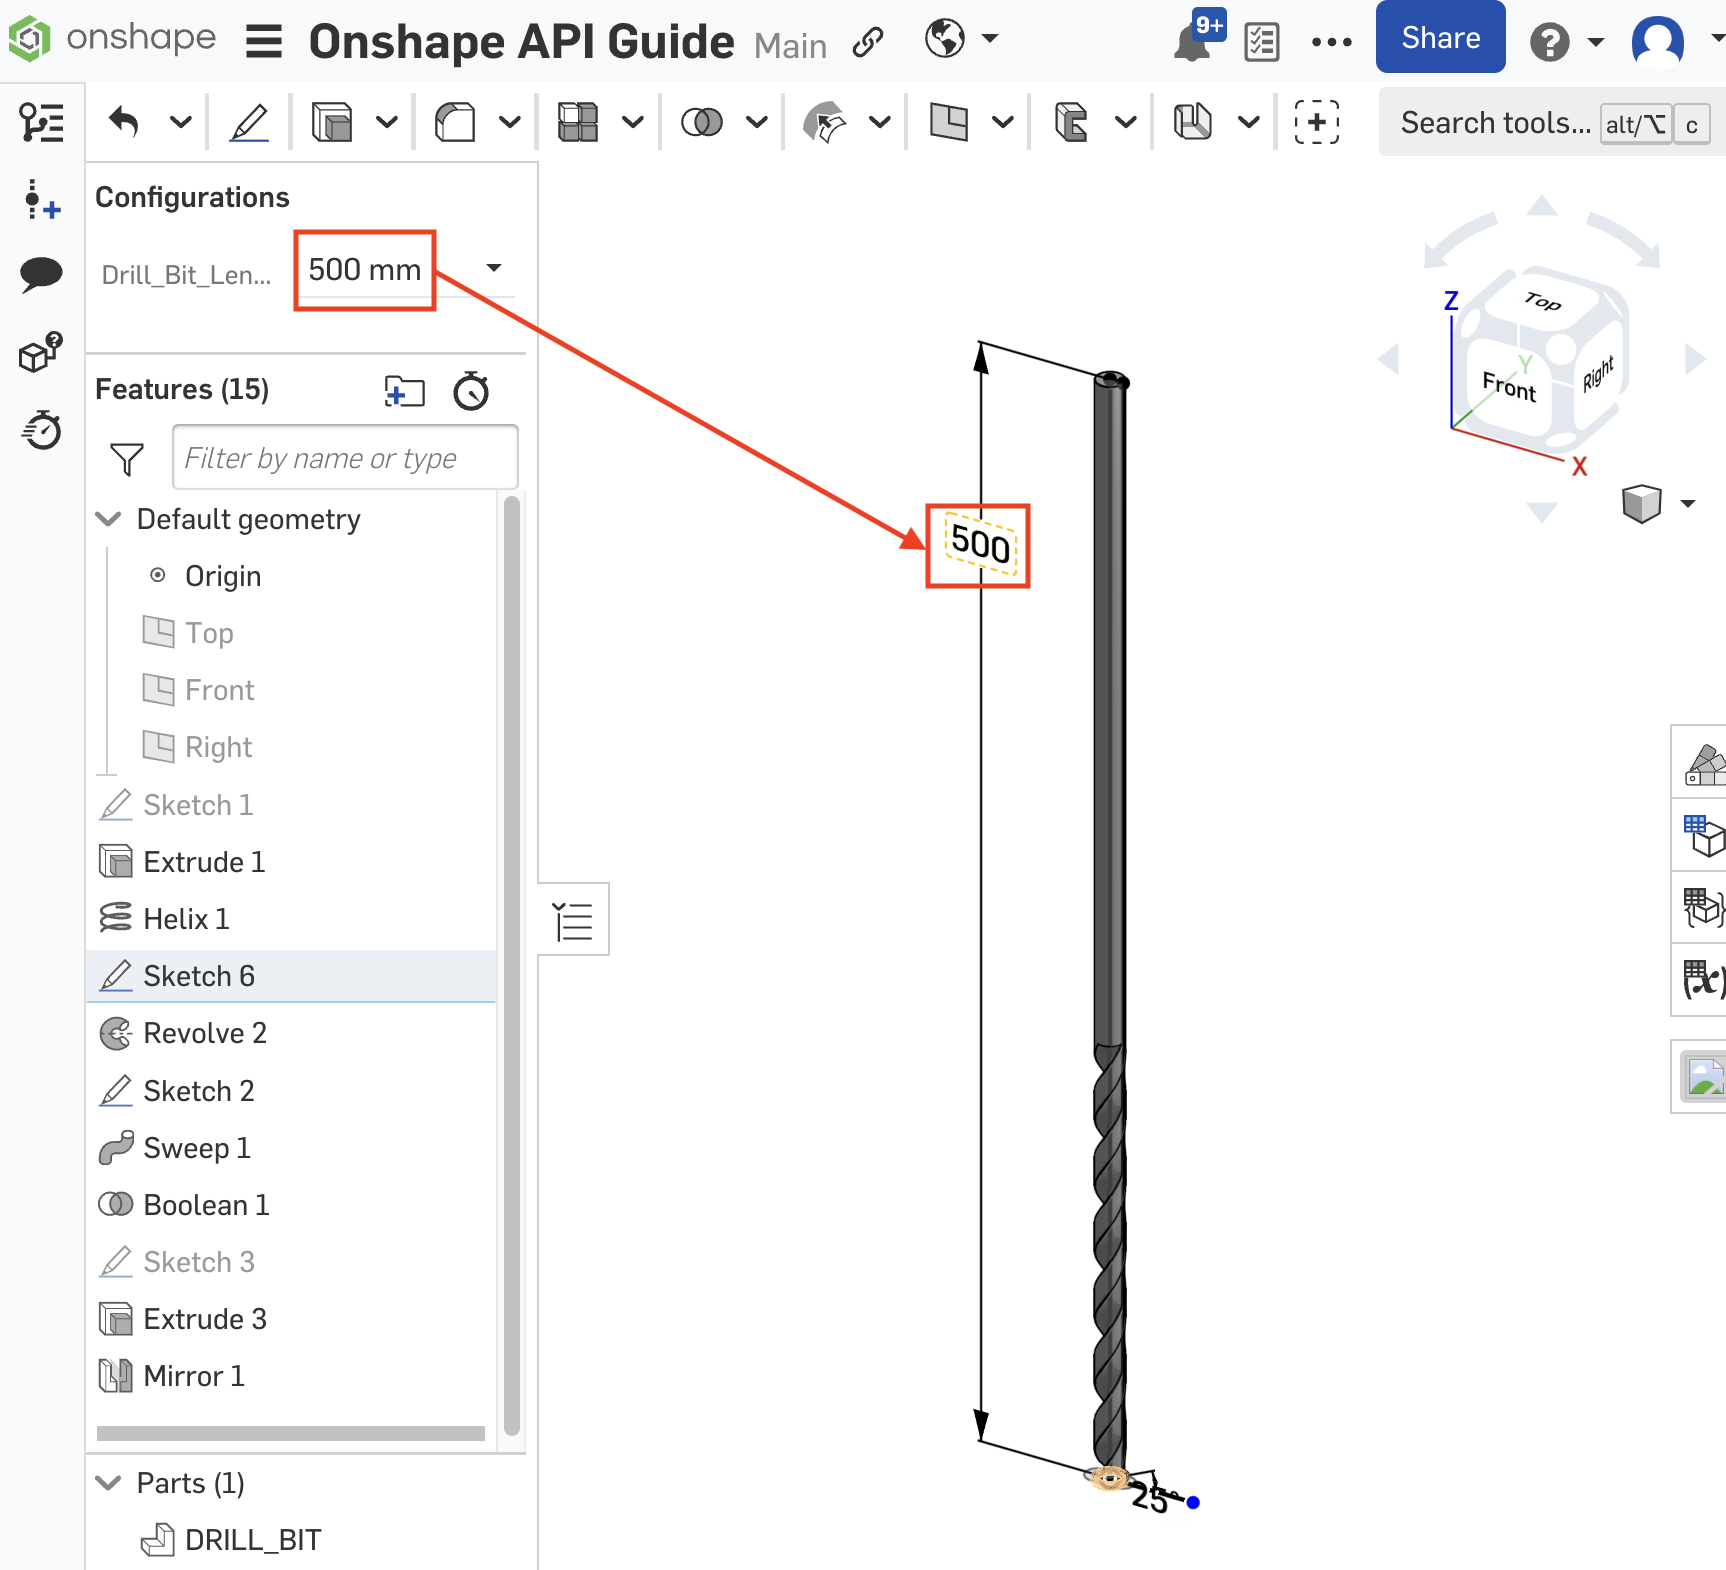 onshape Onshape API Guide Main 9+ Share ?
Search tools... alt/⌥ c
Configurations
Drill_Bit_Len... 500 mm
Features (15)
Filter by name or type
Default geometry
Origin
Top
Front
Right
Sketch 1
Extrude 1
Helix 1
Sketch 6
Revolve 2
Sketch 2
Sweep 1
Boolean 1
Sketch 3
Extrude 3
Mirror 1
Parts (1)
DRILL_BIT
500
25°
Z
Top
Y
Front
Right
X
(x)